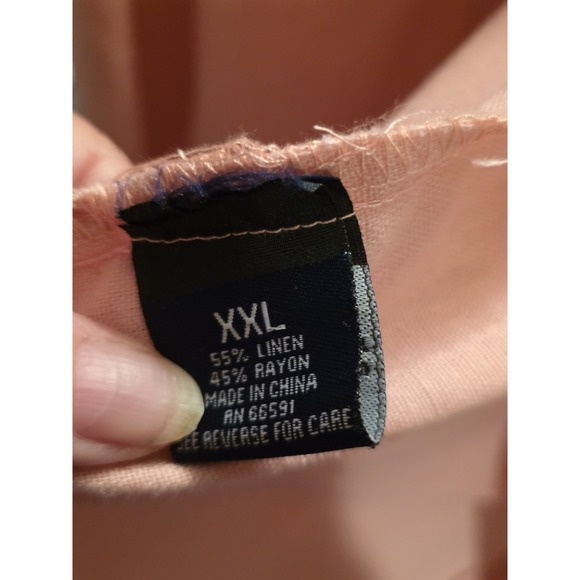 XXL
55% LINEN
45% RAYON
MADE IN CHINA
RN 66591
SEE REVERSE FOR CARE